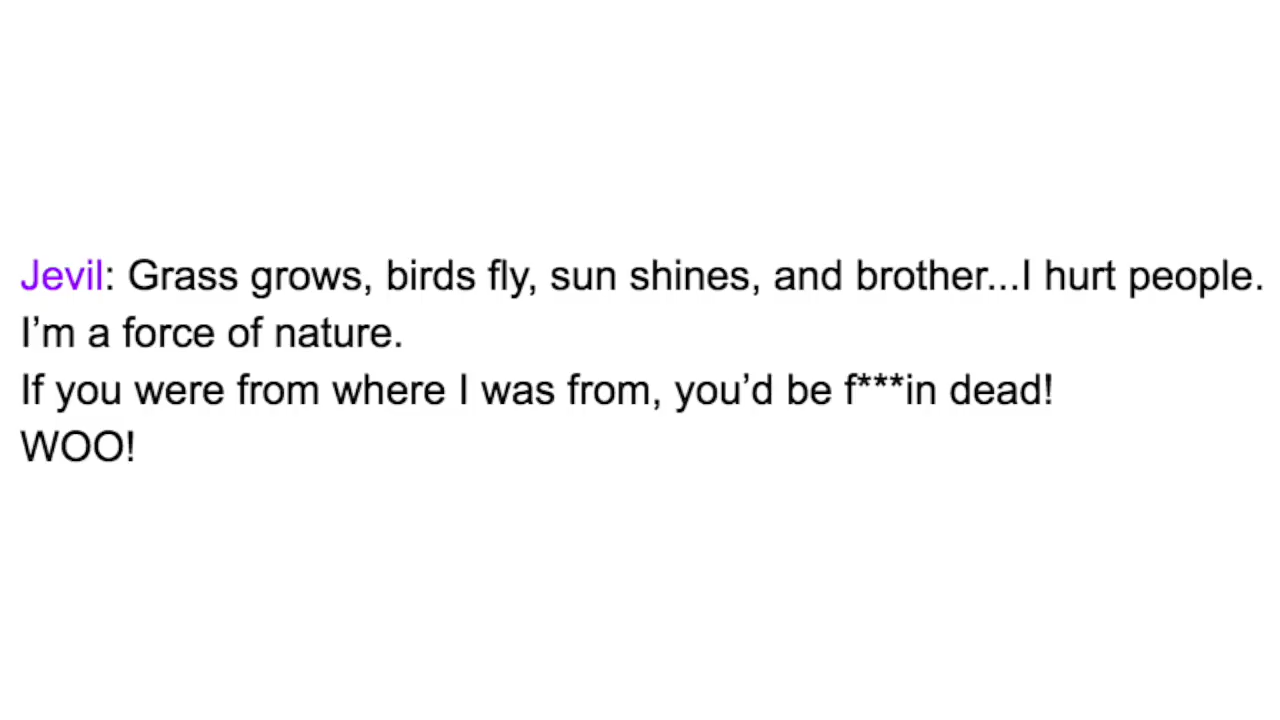 Jevil: Grass grows, birds fly, sun shines, and brother...I hurt people.
I’m a force of nature.
If you were from where I was from, you’d be f***in dead!
WOO!